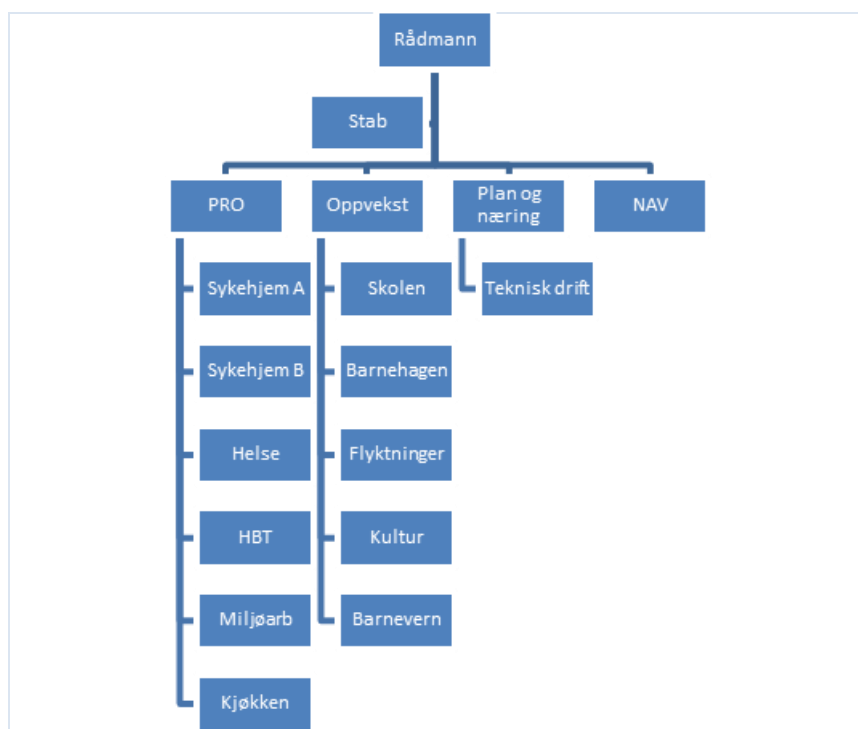 Rådmann
Stab
PRO
Oppvekst
Plan og
næring
NAV
Sykehjem A
Skolen
Teknisk drift
Sykehjem B
Barnehagen
Helse
Flyktninger
HBT
Kultur
Miljøarb
Barnevern
Kjøkken